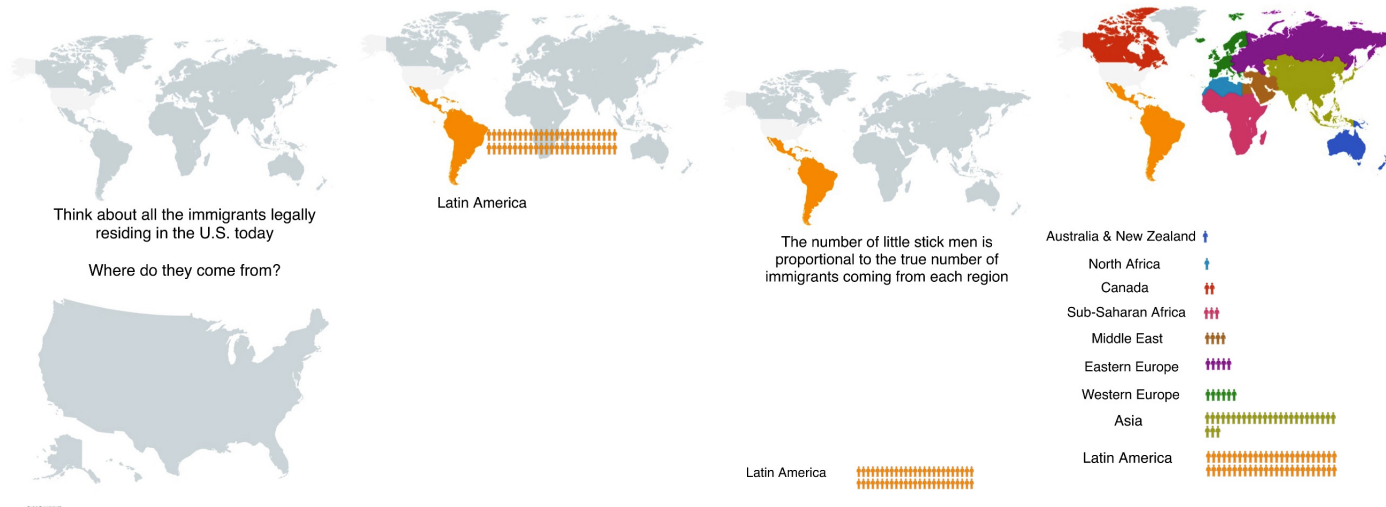 Think about all the immigrants legally
residing in the U.S. today
Where do they come from?
Latin America
The number of little stick men is
proportional to the true number of
immigrants coming from each region
Latin America
Australia & New Zealand
North Africa
Canada
Sub-Saharan Africa
Middle East
Eastern Europe
Western Europe
Asia
Latin America